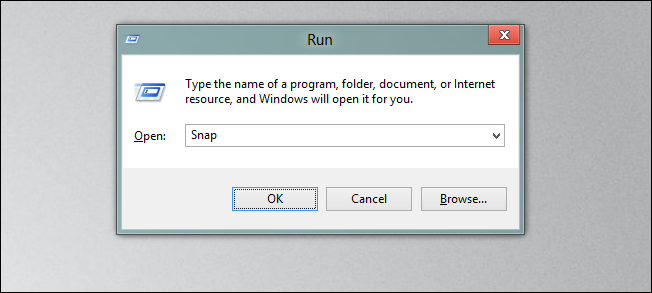 Run
Type the name of a program, folder, document, or Internet
resource, and Windows will open it for you.
Open: Snap
OK Cancel Browse...